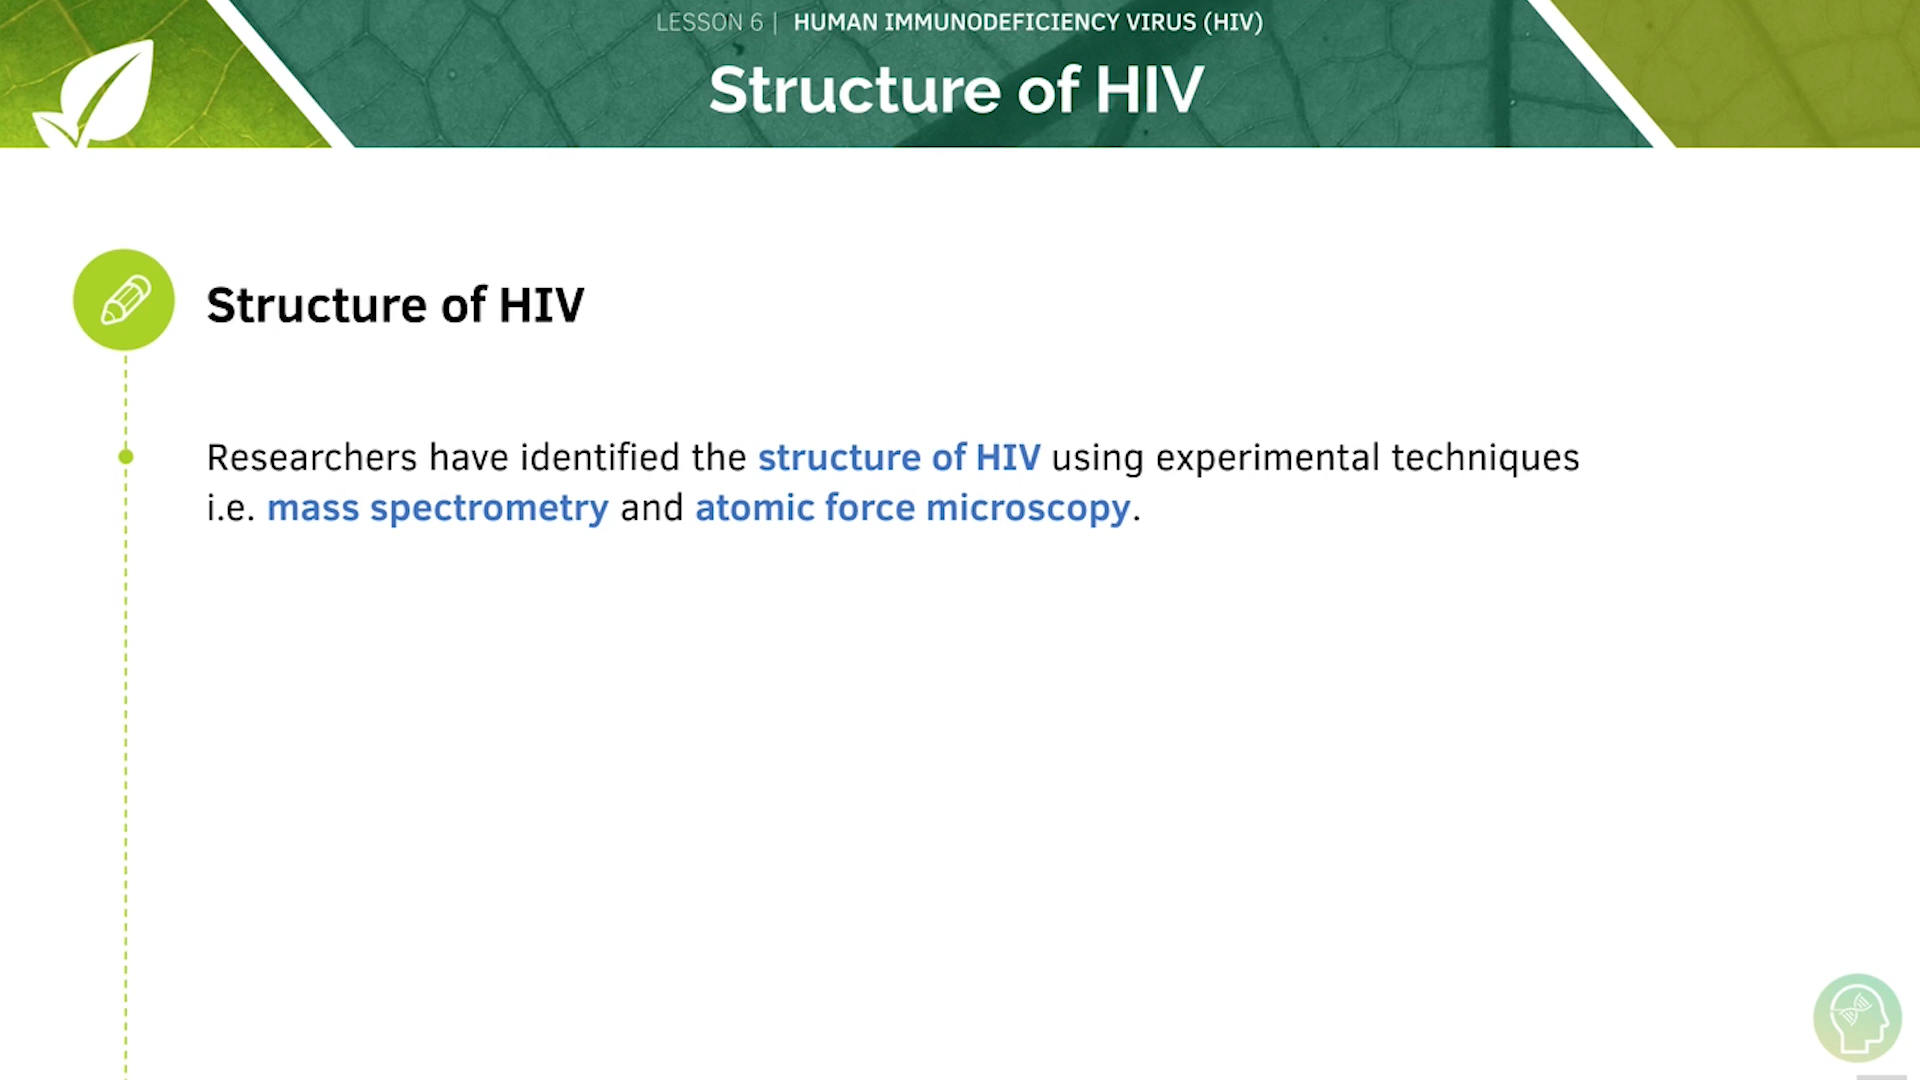 LESSON 6 | HUMAN IMMUNODEFICIENCY VIRUS (HIV)
Structure of HIV
Structure of HIV
Researchers have identified the structure of HIV using experimental techniques
i.e. mass spectrometry and atomic force microscopy.